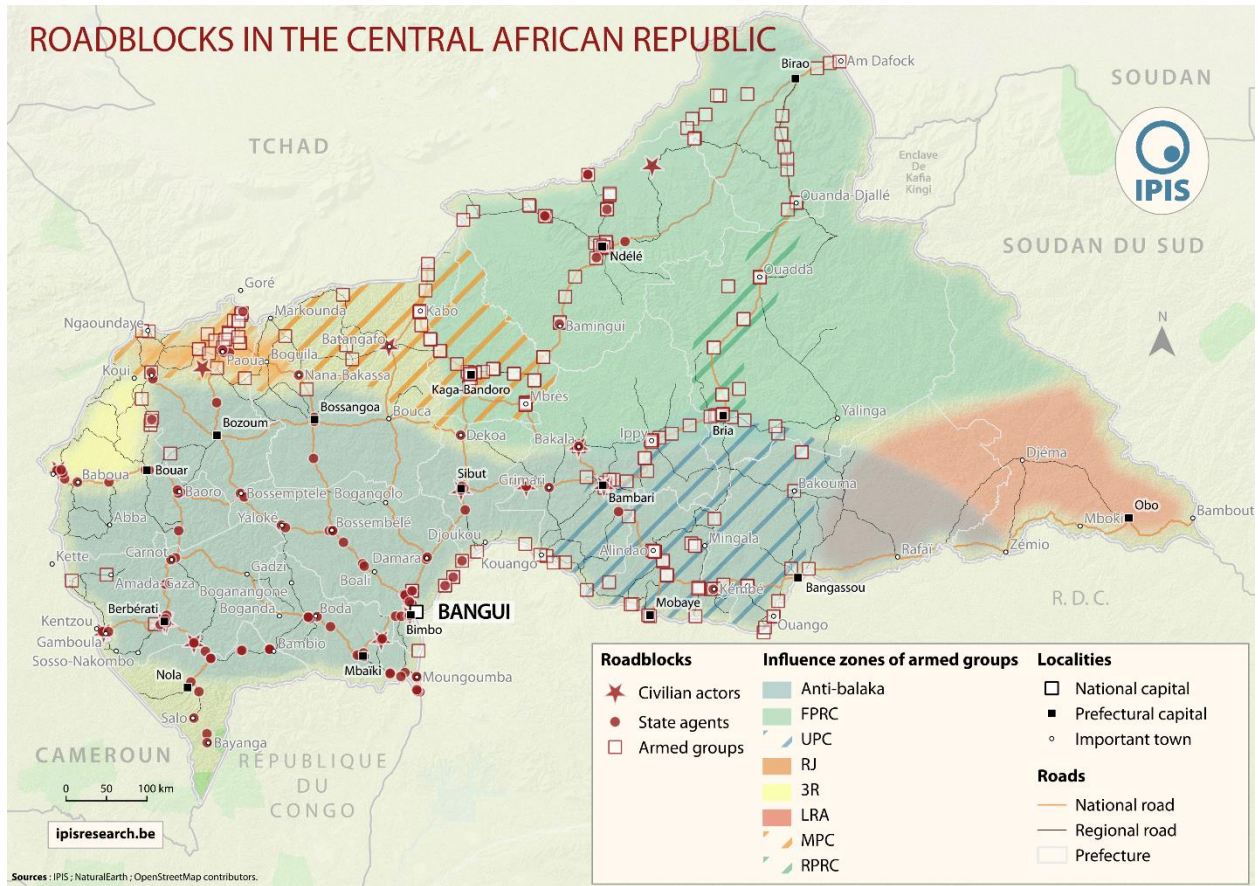 ROADBLOCKS IN THE CENTRAL AFRICAN REPUBLIC
Birao
Am Dafock
SOUDAN
TCHAD
IPIS
Enclave
De
Kafia
Kingi
Ouanda-Djallé
SOUDAN DU SUD
Ndélé
Ouadda
Goré
Ngaoundaye
Markounda
Kabo
Bamingui
N
Batangafo
Paoua
Boguila
Koui
Nana-Bakassa
Kaga-Bandoro
Mbrés
Bossangoa
Bouca
Bozoum
Dekoa
Bakala
Ippy
Bria
Yalinga
Baboua
Bouar
Sibut
Grimari
Bambari
Djéma
Baoro
Bossemptele
Bogangolo
Bakouma
Obo
Mboki
Bambouti
Abba
Yaloké
Bossembélé
Djoukou
Kouango
Alindao
Mingala
Rafaï
Zémio
Kette
Carnot
Damara
Gadzi
Boali
Amada-Gaza
Boganangone
Kémbé
Bangassou
Berbérati
Boganda
Boda
BANGUI
Bimbo
Mobaye
Ouango
R.D.C.
Kentzou
Gamboula
Sosso-Nakombo
Bambio
Mbaïki
Moungoumba
Nola
Salo
Bayanga
CAMEROUN
RÉPUBLIQUE
DU
CONGO
0 50 100 km
ipisresearch.be
Roadblocks
Civilian actors
State agents
Armed groups
Influence zones of armed groups
Anti-balaka
FPRC
UPC
RJ
3R
LRA
MPC
RPRC
Localities
National capital
Prefectural capital
Important town
Roads
National road
Regional road
Prefecture
Sources : IPIS ; NaturalEarth ; OpenStreetMap contributors.